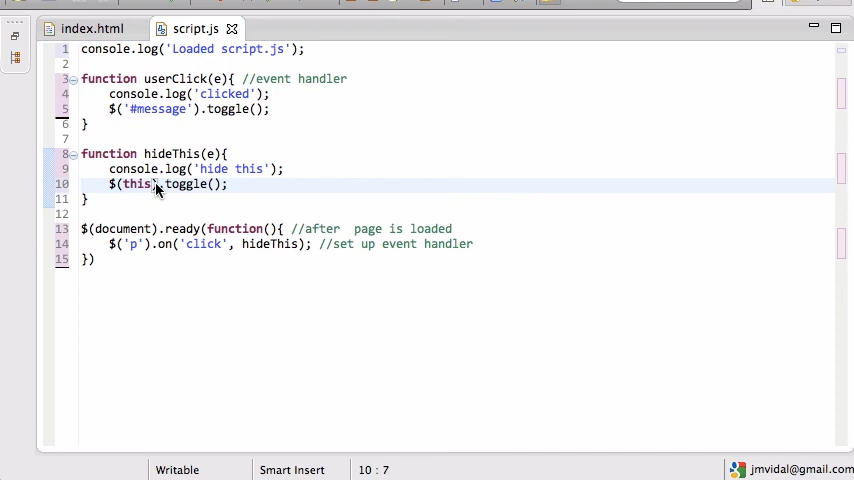 index.html script.js
1 console.log('Loaded script.js');
2
3 function userClick(e){ //event handler
4 console.log('clicked');
5 $('#message').toggle();
6 }
7
8 function hideThis(e){
9 console.log('hide this');
10 $(this).toggle();
11 }
12
13 $(document).ready(function(){ //after page is loaded
14 $('p').on('click', hideThis); //set up event handler
15 })
Writable Smart Insert 10 : 7 jmvidal@gmail.com